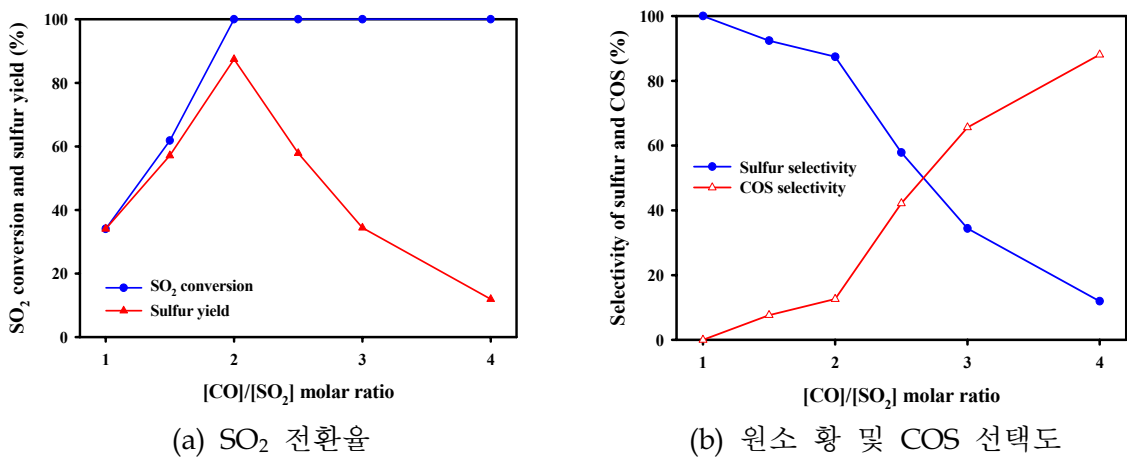 SO₂ conversion and sulfur yield (%)
100
80
60
40
20
0
SO₂ conversion
Sulfur yield
1 2 3 4
[CO]/[SO₂] molar ratio
(a) SO₂ 전환율
Selectivity of sulfur and COS (%)
100
80
60
40
20
0
Sulfur selectivity
COS selectivity
1 2 3 4
[CO]/[SO₂] molar ratio
(b) 원소 황 및 COS 선택도